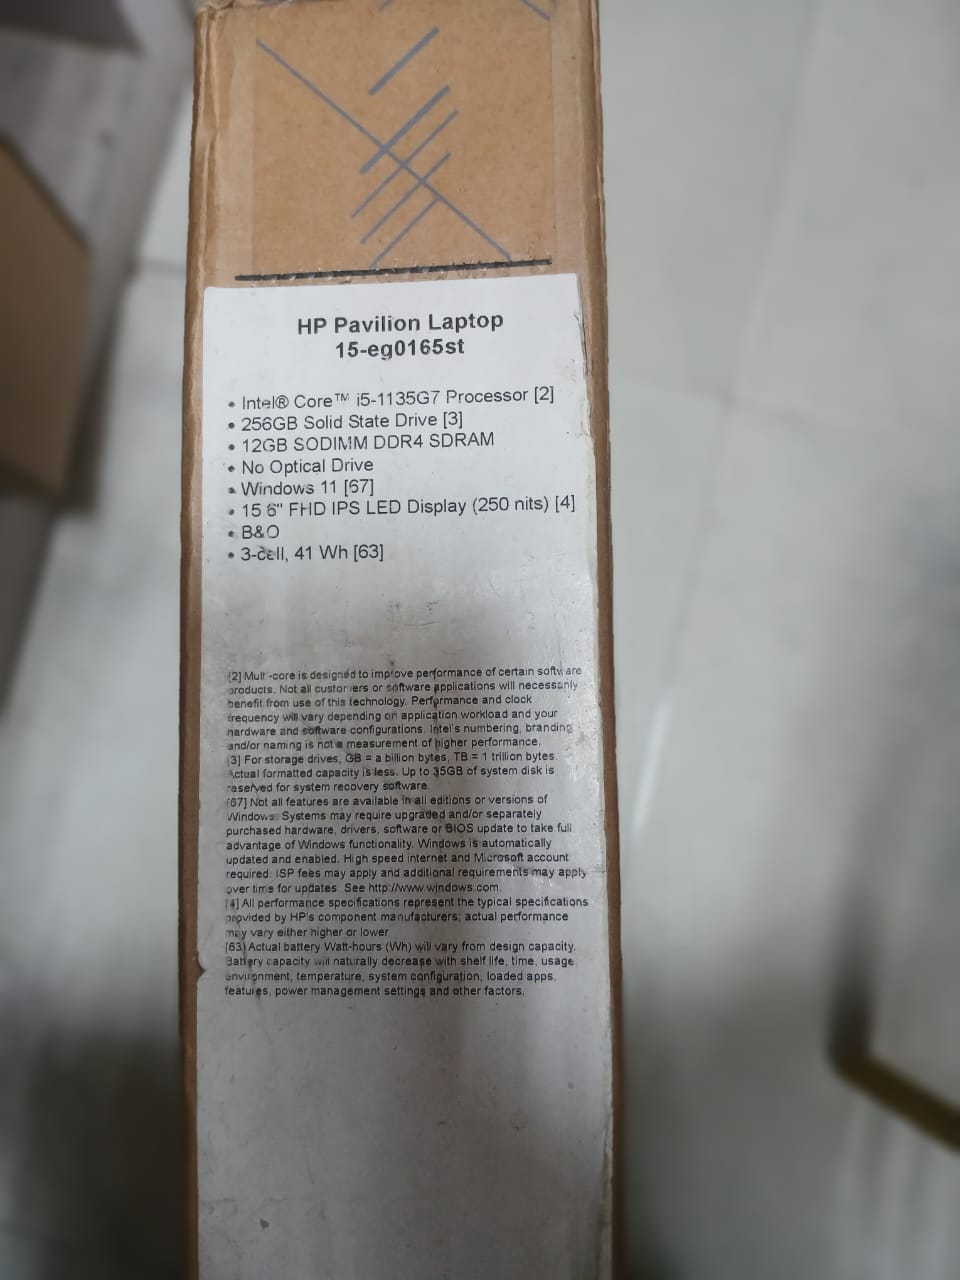 HP Pavilion Laptop
15-eg0165st
• Intel® Core™ i5-1135G7 Processor [2]
• 256GB Solid State Drive [3]
• 12GB SODIMM DDR4 SDRAM
• No Optical Drive
• Windows 11 [67]
• 15 6" FHD IPS LED Display (250 nits) [4]
• B&O
• 3-cell, 41 Wh [63]
[2] Multi-core is designed to improve performance of certain software
products. Not all customers or software applications will necessarily
benefit from use of this technology. Performance and clock
frequency will vary depending on application workload and your
hardware and software configurations. Intel's numbering, branding
and/or naming is not a measurement of higher performance.
[3] For storage drives, GB = a billion bytes, TB = 1 trillion bytes.
Actual formatted capacity is less. Up to 35GB of system disk is
reserved for system recovery software.
[67] Not all features are available in all editions or versions of
Windows. Systems may require upgraded and/or separately
purchased hardware, drivers, software or BIOS update to take full
advantage of Windows functionality. Windows is automatically
updated and enabled. High speed internet and Microsoft account
required. ISP fees may apply and additional requirements may apply
over time for updates. See http://www.windows.com.
[4] All performance specifications represent the typical specifications
provided by HP's component manufacturers; actual performance
may vary either higher or lower
[63] Actual battery Watt-hours (Wh) will vary from design capacity.
Battery capacity will naturally decrease with shelf life, time, usage
environment, temperature, system configuration, loaded apps,
features, power management settings and other factors.